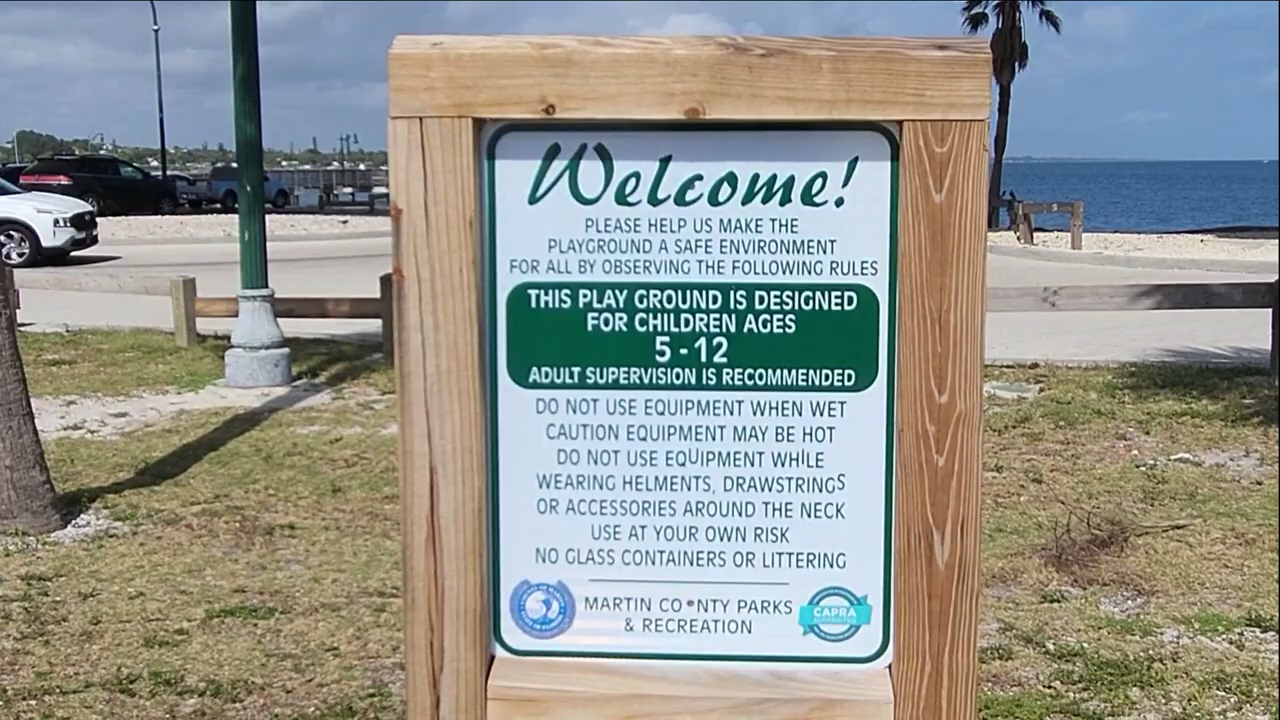 Welcome!
PLEASE HELP US MAKE THE
PLAYGROUND A SAFE ENVIRONMENT
FOR ALL BY OBSERVING THE FOLLOWING RULES
THIS PLAY GROUND IS DESIGNED
FOR CHILDREN AGES
5-12
ADULT SUPERVISION IS RECOMMENDED
DO NOT USE EQUIPMENT WHEN WET
CAUTION EQUIPMENT MAY BE HOT
DO NOT USE EQUIPMENT WHILE
WEARING HELMENTS, DRAWSTRINGS
OR ACCESSORIES AROUND THE NECK
USE AT YOUR OWN RISK
NO GLASS CONTAINERS OR LITTERING
MARTIN CO NTY PARKS
& RECREATION
CAPRA
ACCREDITED